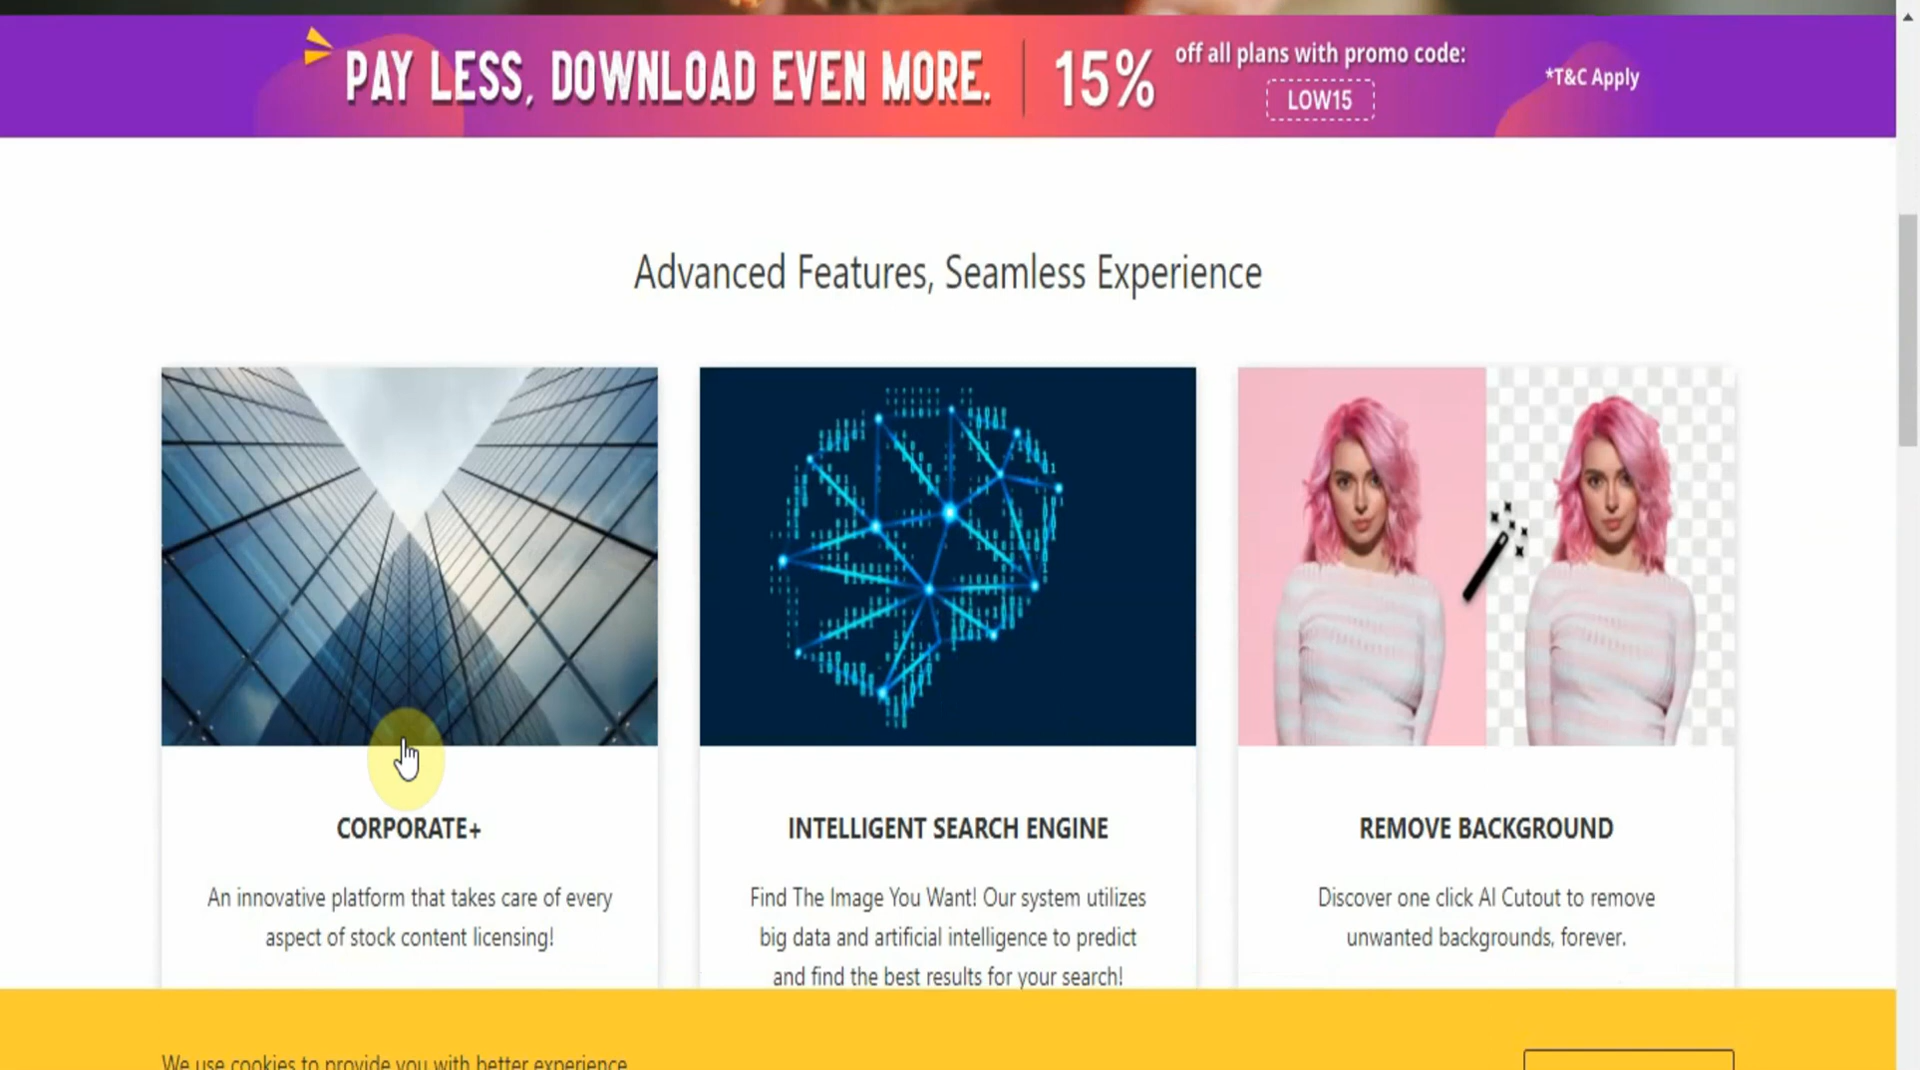 PAY LESS, DOWNLOAD EVEN MORE.
15%
off all plans with promo code:
LOW15
*T&C Apply
Advanced Features, Seamless Experience
CORPORATE+
An innovative platform that takes care of every
aspect of stock content licensing!
INTELLIGENT SEARCH ENGINE
Find The Image You Want! Our system utilizes
big data and artificial intelligence to predict
and find the best results for your search!
REMOVE BACKGROUND
Discover one click AI Cutout to remove
unwanted backgrounds, forever.
We use cookies to provide you with better experience